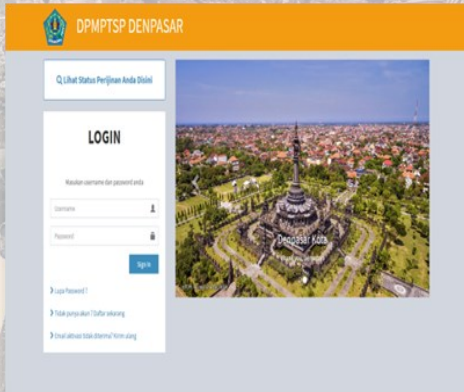 DPMPTSP DENPASAR
Lihat Status Perijinan Anda Disini
LOGIN
Masukan username dan password anda
Username
Password
Sign In
Lupa Password ?
Tidak punya akun ? Daftar sekarang
Email aktivasi tidak diterima? Kirim ulang
Denpasar Kota